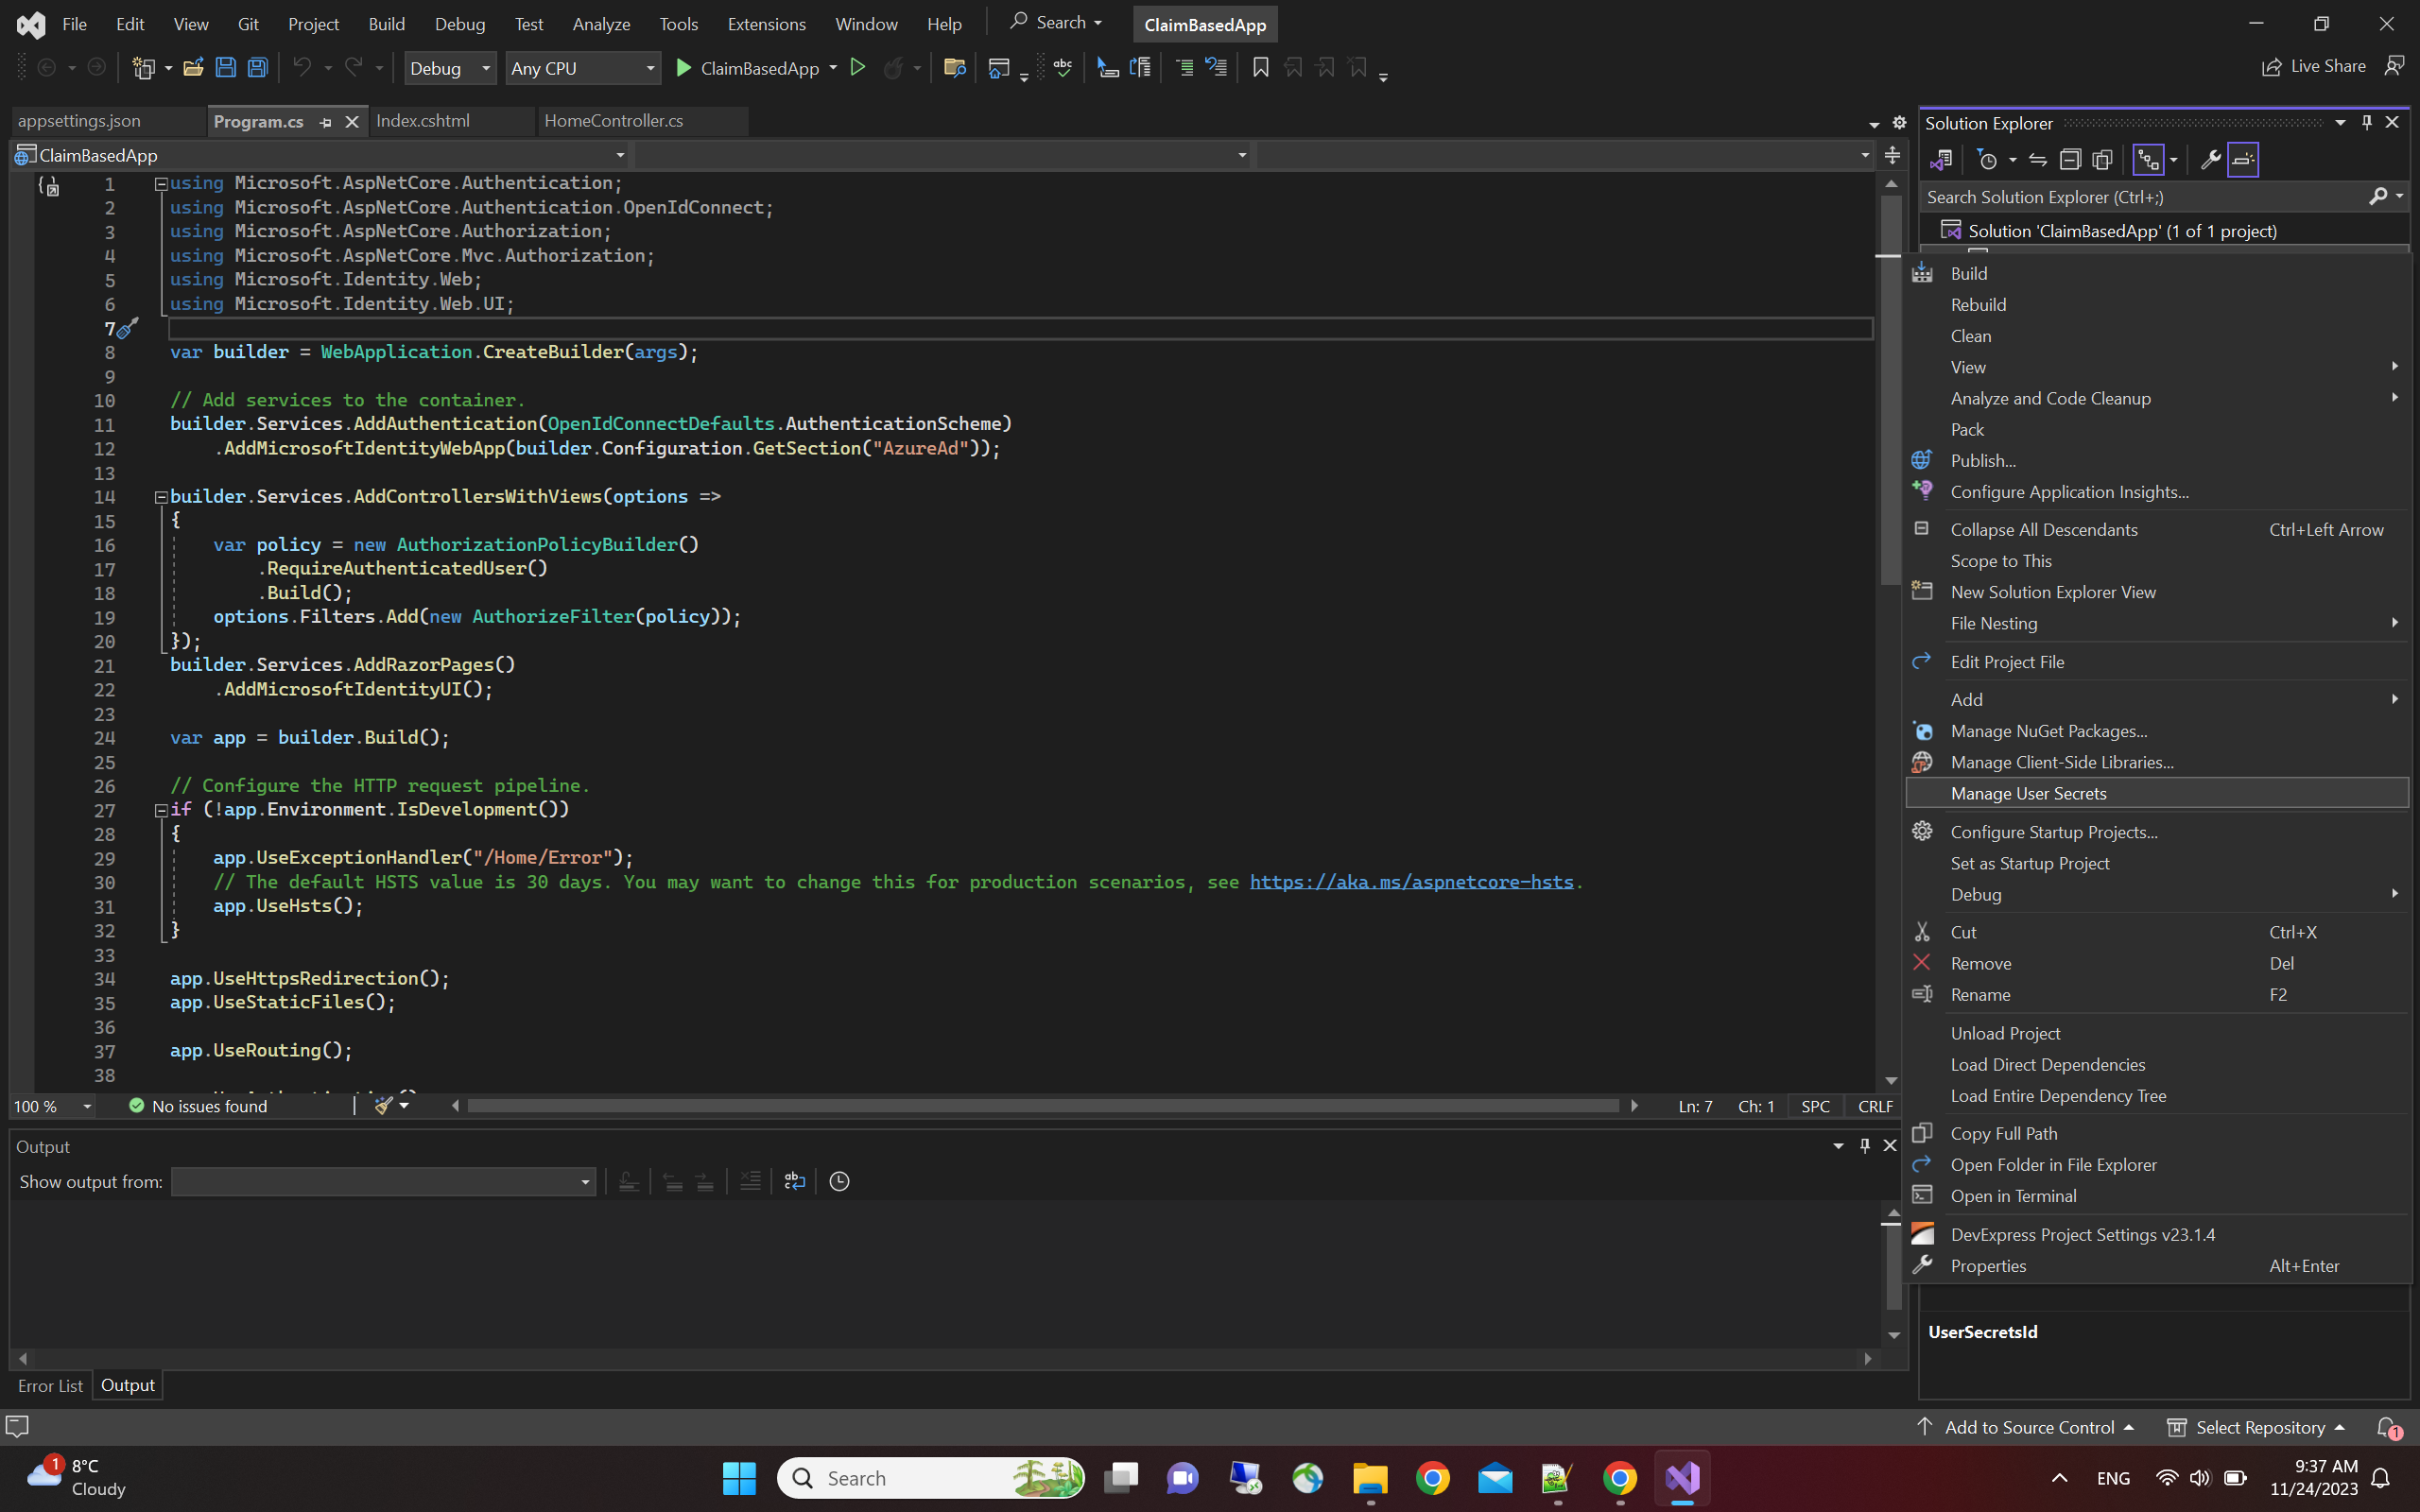 File Edit View Git Project Build Debug Test Analyze Tools Extensions Window Help Search ClaimBasedApp
Debug Any CPU ClaimBasedApp Live Share
appsettings.json Program.cs Index.cshtml HomeController.cs
ClaimBasedApp
1 using Microsoft.AspNetCore.Authentication;
2 using Microsoft.AspNetCore.Authentication.OpenIdConnect;
3 using Microsoft.AspNetCore.Authorization;
4 using Microsoft.AspNetCore.Mvc.Authorization;
5 using Microsoft.Identity.Web;
6 using Microsoft.Identity.Web.UI;
7
8 var builder = WebApplication.CreateBuilder(args);
9
10 // Add services to the container.
11 builder.Services.AddAuthentication(OpenIdConnectDefaults.AuthenticationScheme)
12 .AddMicrosoftIdentityWebApp(builder.Configuration.GetSection("AzureAd"));
13
14 builder.Services.AddControllersWithViews(options =>
15 {
16 var policy = new AuthorizationPolicyBuilder()
17 .RequireAuthenticatedUser()
18 .Build();
19 options.Filters.Add(new AuthorizeFilter(policy));
20 });
21 builder.Services.AddRazorPages()
22 .AddMicrosoftIdentityUI();
23
24 var app = builder.Build();
25
26 // Configure the HTTP request pipeline.
27 if (!app.Environment.IsDevelopment())
28 {
29 app.UseExceptionHandler("/Home/Error");
30 // The default HSTS value is 30 days. You may want to change this for production scenarios, see https://aka.ms/aspnetcore-hsts.
31 app.UseHsts();
32 }
33
34 app.UseHttpsRedirection();
35 app.UseStaticFiles();
36
37 app.UseRouting();
38
100 % No issues found Ln: 7 Ch: 1 SPC CRLF
Output
Show output from:
Error List Output
Solution Explorer
Search Solution Explorer (Ctrl+;)
Solution 'ClaimBasedApp' (1 of 1 project)
Build
Rebuild
Clean
View
Analyze and Code Cleanup
Pack
Publish...
Configure Application Insights...
Collapse All Descendants Ctrl+Left Arrow
Scope to This
New Solution Explorer View
File Nesting
Edit Project File
Add
Manage NuGet Packages...
Manage Client-Side Libraries...
Manage User Secrets
Configure Startup Projects...
Set as Startup Project
Debug
Cut Ctrl+X
Remove Del
Rename F2
Unload Project
Load Direct Dependencies
Load Entire Dependency Tree
Copy Full Path
Open Folder in File Explorer
Open in Terminal
DevExpress Project Settings v23.1.4
Properties Alt+Enter
UserSecretsId
Add to Source Control Select Repository 1
1 8°C
Cloudy
Search
ENG
9:37 AM
11/24/2023